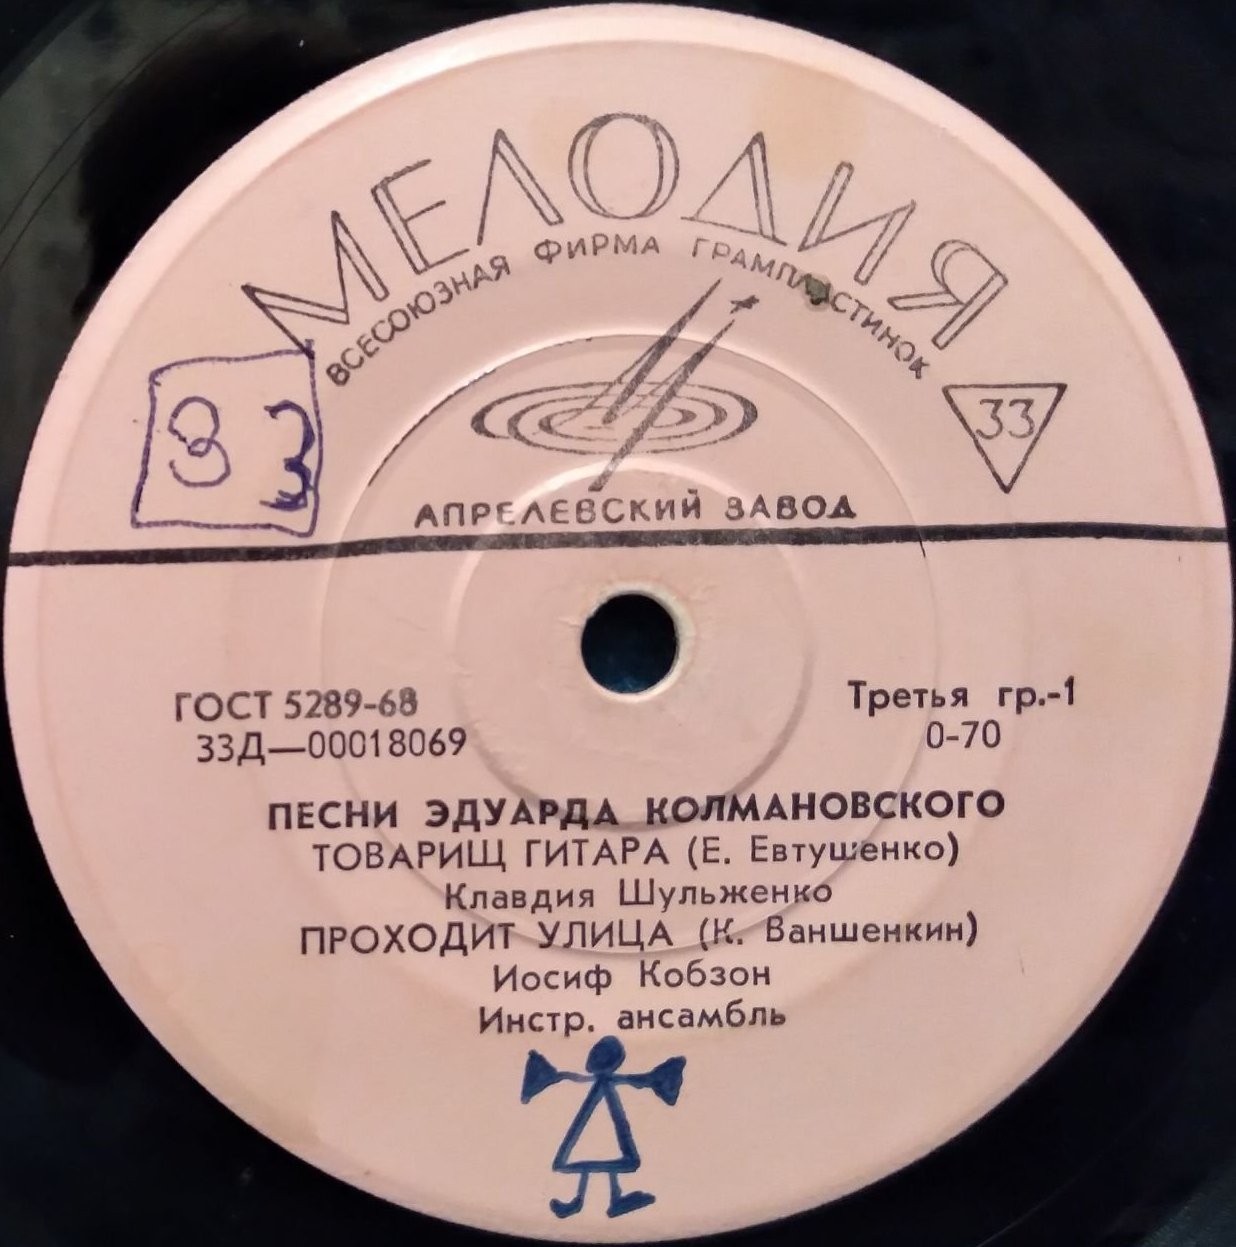 МЕЛОДИЯ
ВСЕСОЮЗНАЯ ФИРМА ГРАМПЛАСТИНОК
33
33
АПРЕЛЕВСКИЙ ЗАВОД
ГОСТ 5289-68
Третья гр.-1
33Д—00018069
0-70
ПЕСНИ ЭДУАРДА КОЛМАНОВСКОГО
ТОВАРИЩ ГИТАРА (Е. Евтушенко)
Клавдия Шульженко
ПРОХОДИТ УЛИЦА (К. Ваншенкин)
Иосиф Кобзон
Инстр. ансамбль